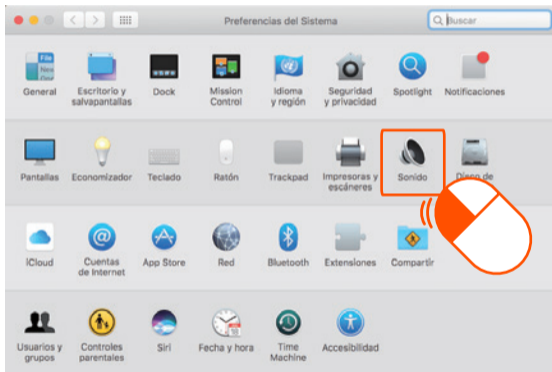 Preferencias del Sistema
Buscar
General
Escritorio y
salvapantallas
Dock
Mission
Control
Idioma
y región
Seguridad
y privacidad
Spotlight
Notificaciones
Pantallas
Economizador
Teclado
Ratón
Trackpad
Impresoras y
escáneres
Sonido
iCloud
Cuentas
de Internet
App Store
Red
Bluetooth
Extensiones
Compartir
Usuarios y
grupos
Controles
parentales
Siri
Fecha y hora
Time
Machine
Accesibilidad